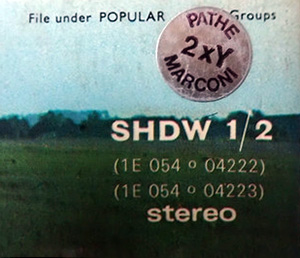 File under POPULAR Groups
PATHE
2xY
MARCONI
SHDW 1/2
(1E 054 o 04222)
(1E 054 o 04223)
stereo